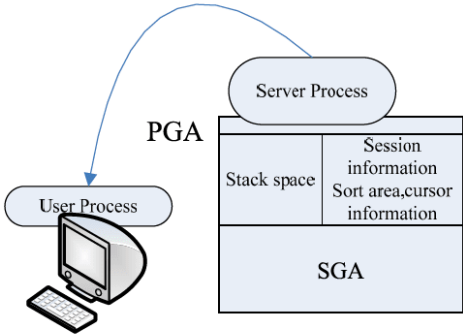 Server Process
PGA
Stack space
Session
information
Sort area,cursor
information
User Process
SGA